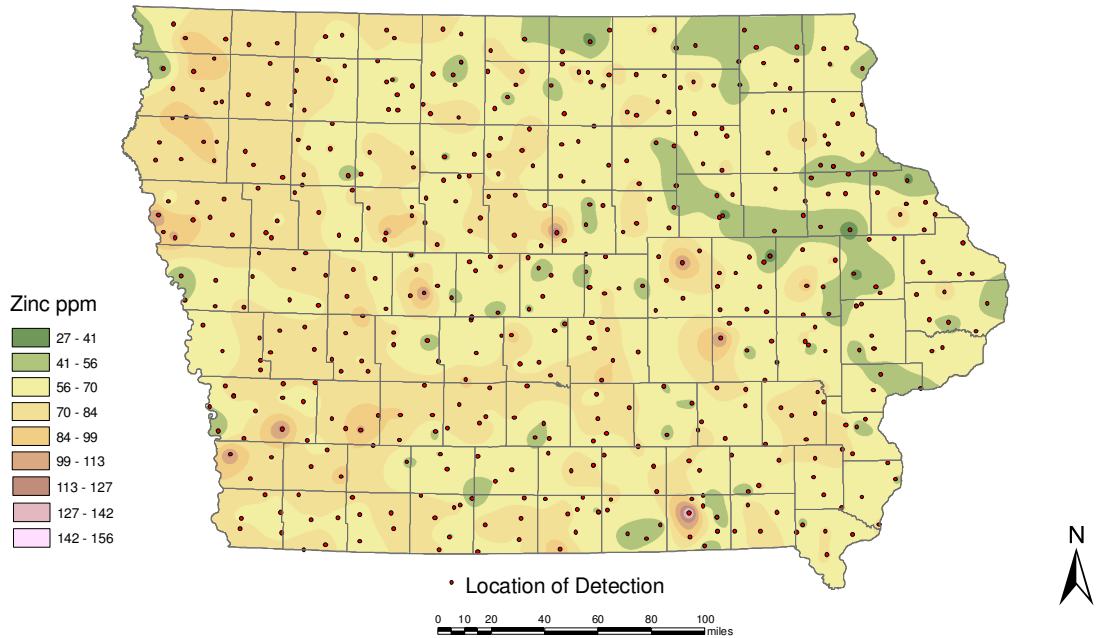 Zinc ppm
27 - 41
41 - 56
56 - 70
70 - 84
84 - 99
99 - 113
113 - 127
127 - 142
142 - 156
Location of Detection
N
0 10 20 40 60 80 100
miles